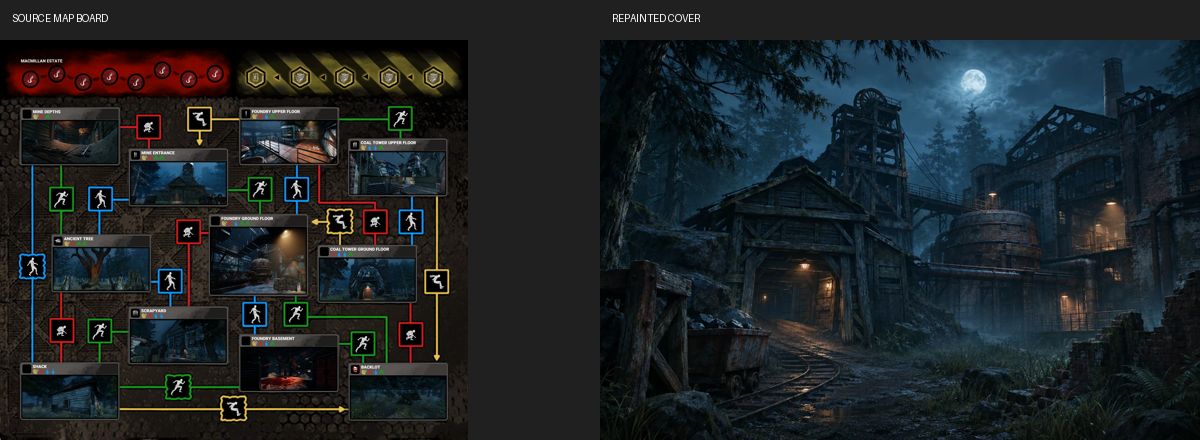 SOURCE MAP BOARD
REPAINTED COVER
MACMILLAN ESTATE
MINE DEPTHS
FOUNDRY UPPER FLOOR
COAL TOWER UPPER FLOOR
MINE ENTRANCE
FOUNDRY GROUND FLOOR
ANCIENT TREE
COAL TOWER GROUND FLOOR
SCRAPYARD
FOUNDRY BASEMENT
SHACK
BACKLOT